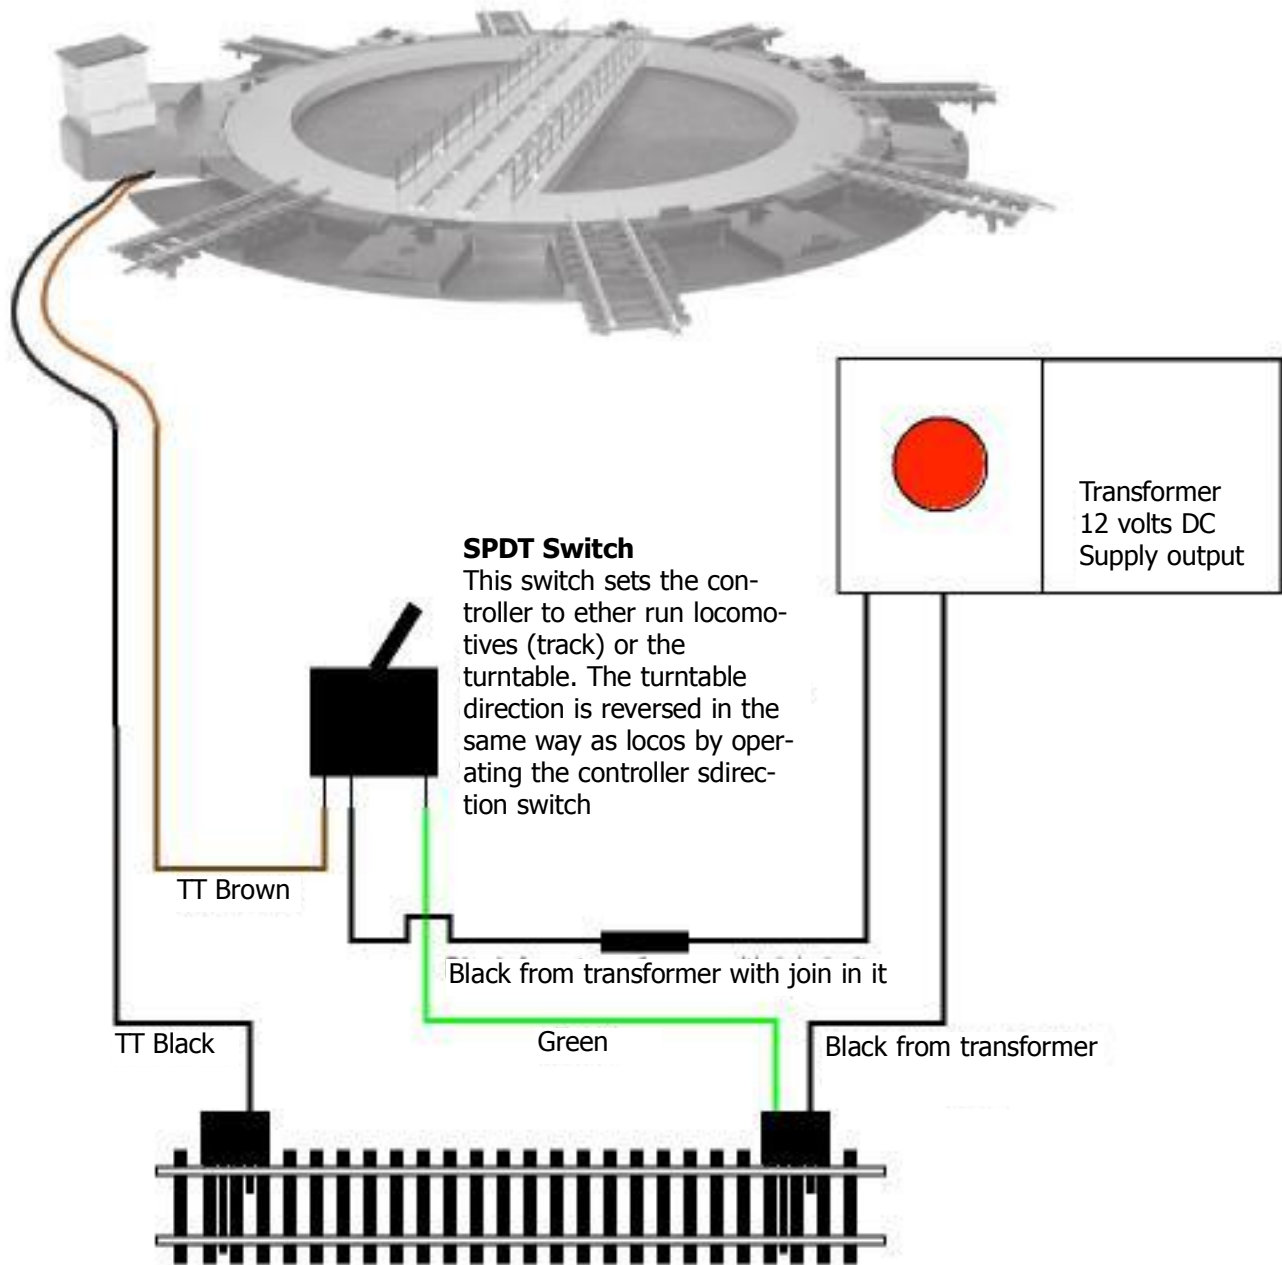 Transformer
12 volts DC
Supply output
SPDT Switch
This switch sets the con-
troller to ether run locomo-
tives (track) or the
turntable. The turntable
direction is reversed in the
same way as locos by oper-
ating the controller sdirec-
tion switch
TT Brown
Black from transformer with join in it
TT Black
Green
Black from transformer